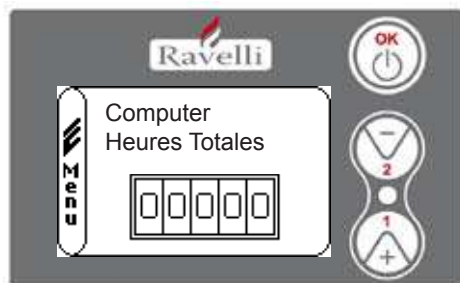 Ravelli
OK
Computer
Heures Totales
Menu
00000
−
2
1
+